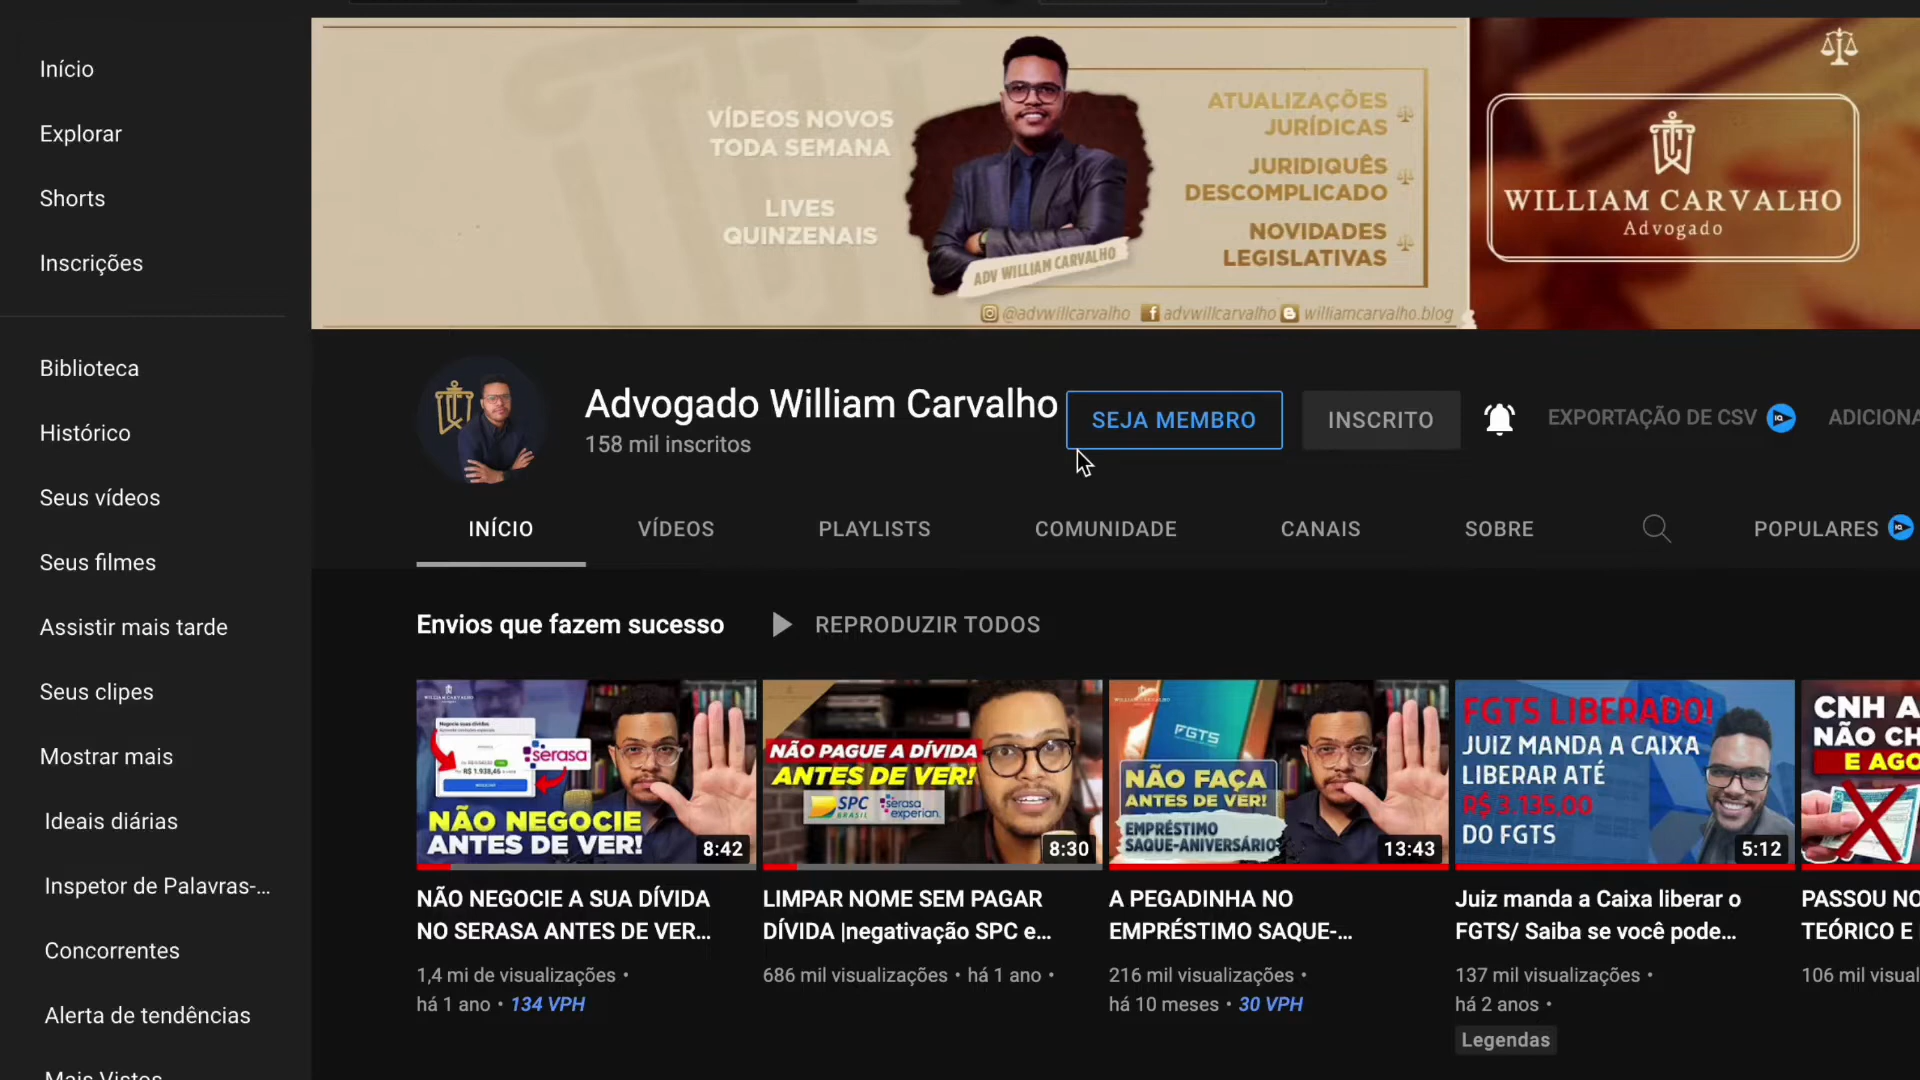 Início
Explorar
Shorts
Inscrições
Biblioteca
Histórico
Seus vídeos
Seus filmes
Assistir mais tarde
Seus clipes
Mostrar mais
Ideais diárias
Inspetor de Palavras-...
Concorrentes
Alerta de tendências
Mais Vistos
VÍDEOS NOVOS
TODA SEMANA
LIVES
QUINZENAIS
ADV WILLIAM CARVALHO
ATUALIZAÇÕES
JURÍDICAS
JURIDIQUÊS
DESCOMPLICADO
NOVIDADES
LEGISLATIVAS
@advwillcarvalho advwillcarvalho williamcarvalho.blog
WILLIAM CARVALHO
Advogado
Advogado William Carvalho
158 mil inscritos
SEJA MEMBRO
INSCRITO
EXPORTAÇÃO DE CSV
ADICIONA
INÍCIO VÍDEOS PLAYLISTS COMUNIDADE CANAIS SOBRE POPULARES
Envios que fazem sucesso
REPRODUZIR TODOS
Negocie suas dívidas
R$ 1.938,46
serasa
NÃO NEGOCIE
ANTES DE VER!
8:42
NÃO NEGOCIE A SUA DÍVIDA
NO SERASA ANTES DE VER...
1,4 mi de visualizações •
há 1 ano • 134 VPH
NÃO PAGUE A DÍVIDA
ANTES DE VER!
SPC
BRASIL
serasa
experian.
8:30
LIMPAR NOME SEM PAGAR
DÍVIDA |negativação SPC e...
686 mil visualizações • há 1 ano •
FGTS
NÃO FAÇA
ANTES DE VER!
EMPRÉSTIMO
SAQUE-ANIVERSÁRIO
13:43
A PEGADINHA NO
EMPRÉSTIMO SAQUE-...
216 mil visualizações •
há 10 meses • 30 VPH
FGTS LIBERADO!
JUIZ MANDA A CAIXA
LIBERAR ATÉ
R$ 3.135,00
DO FGTS
5:12
Juiz manda a Caixa liberar o
FGTS/ Saiba se você pode...
137 mil visualizações •
há 2 anos •
Legendas
CNH A
NÃO CH
E AGO
PASSOU NO
TEÓRICO E
106 mil visual